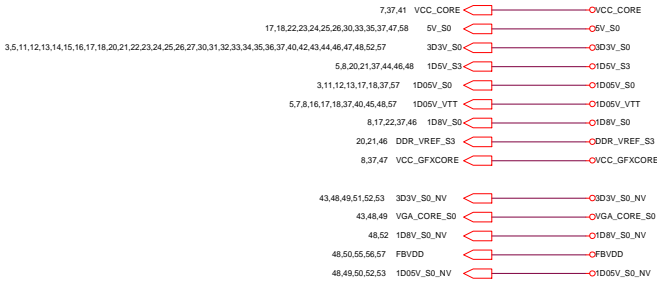 7,37,41 VCC_CORE VCC_CORE
17,18,22,23,24,25,26,30,33,35,37,47,58 5V_S0 5V_S0
3,5,11,12,13,14,15,16,17,18,20,21,22,23,24,25,26,27,30,31,32,33,34,35,36,37,40,42,43,44,46,47,48,52,57 3D3V_S0 3D3V_S0
5,8,20,21,37,44,46,48 1D5V_S3 1D5V_S3
3,11,12,13,17,18,37,57 1D05V_S0 1D05V_S0
5,7,8,16,17,18,37,40,45,48,57 1D05V_VTT 1D05V_VTT
8,17,22,37,46 1D8V_S0 1D8V_S0
20,21,46 DDR_VREF_S3 DDR_VREF_S3
8,37,47 VCC_GFXCORE VCC_GFXCORE
43,48,49,51,52,53 3D3V_S0_NV 3D3V_S0_NV
43,48,49 VGA_CORE_S0 VGA_CORE_S0
48,52 1D8V_S0_NV 1D8V_S0_NV
48,50,55,56,57 FBVDD FBVDD
48,49,50,52,53 1D05V_S0_NV 1D05V_S0_NV